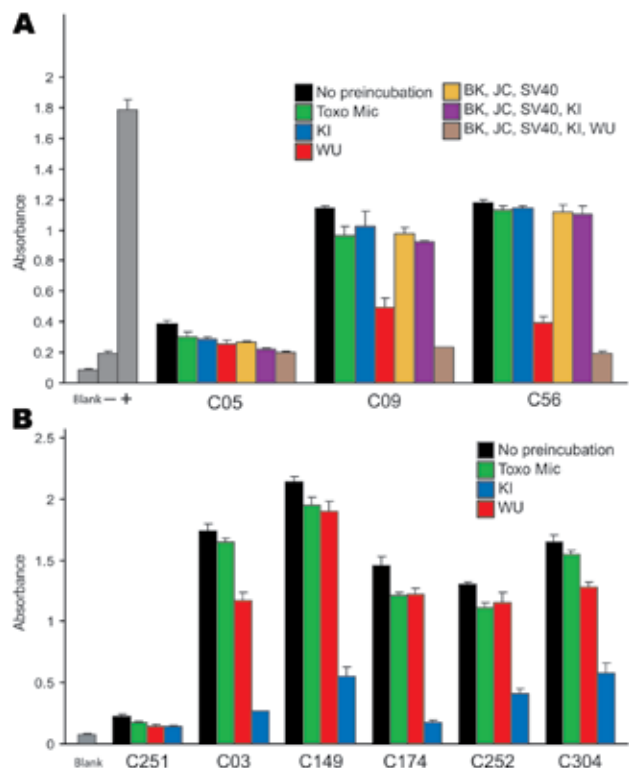 A
2
1.8
1.6
1.4
1.2
1
0.8
0.6
0.4
0.2
0
Absorbance
No preincubation
Toxo Mic
KI
WU
BK, JC, SV40
BK, JC, SV40, KI
BK, JC, SV40, KI, WU
Blank − + C05 C09 C56
B
2.5
2
1.5
1
0.5
0
Absorbance
No preincubation
Toxo Mic
KI
WU
Blank C251 C03 C149 C174 C252 C304